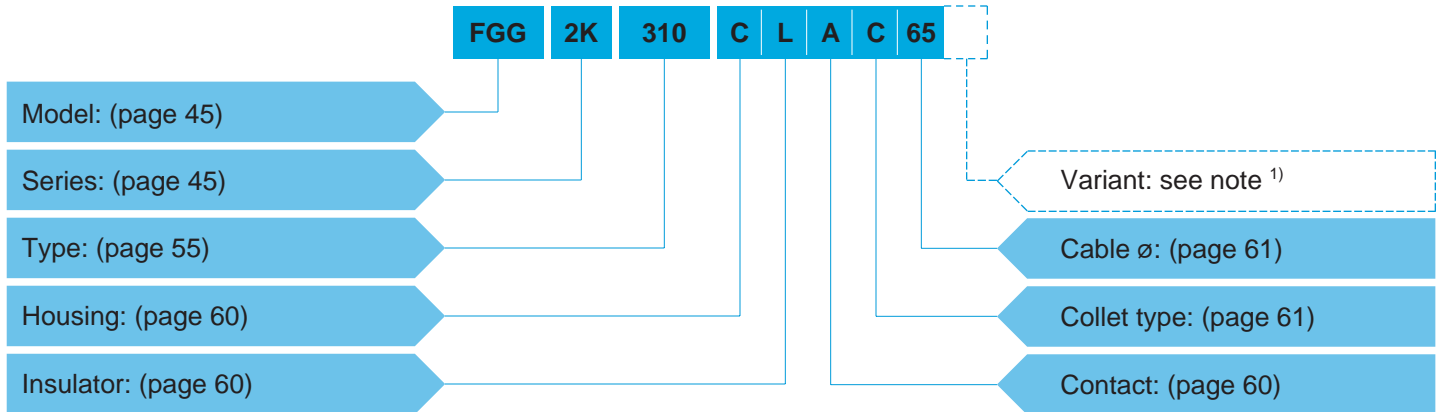 FGG 2K 310 C L A C 65
Model: (page 45)
Series: (page 45)
Type: (page 55)
Housing: (page 60)
Insulator: (page 60)
Variant: see note 1)
Cable ø: (page 61)
Collet type: (page 61)
Contact: (page 60)